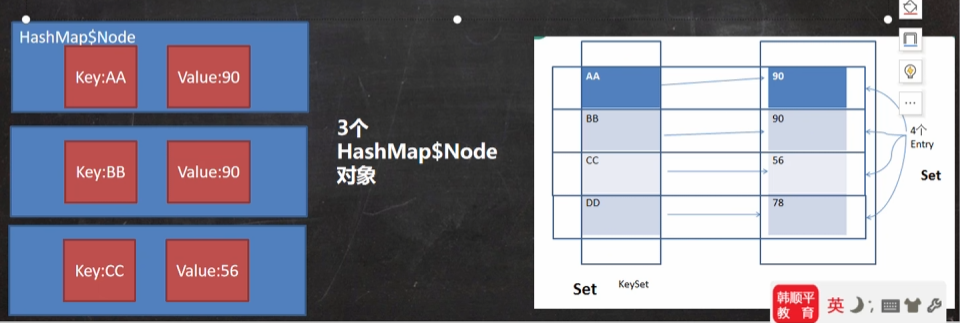 HashMap$Node
Key:AA
Value:90
Key:BB
Value:90
Key:CC
Value:56
3个
HashMap$Node
对象
AA
90
BB
90
CC
56
DD
78
4个
Entry
Set
Set
KeySet
韩顺平
教 育
英